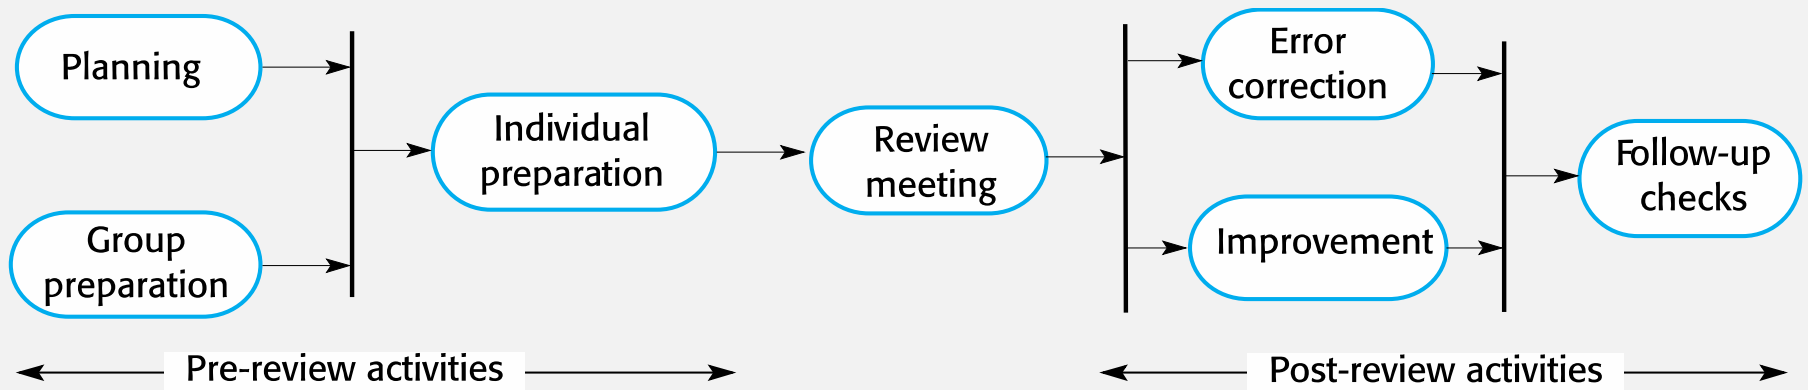 Planning
Group
preparation
Individual
preparation
Review
meeting
Error
correction
Improvement
Follow-up
checks
Pre-review activities
Post-review activities